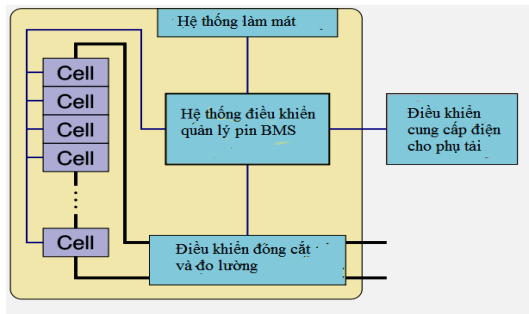 Hệ thống làm mát
Cell
Cell
Cell
Cell
Cell
Hệ thống điều khiển
quản lý pin BMS
Điều khiển
cung cấp điện
cho phụ tải
Điều khiển đóng cắt
và đo lường